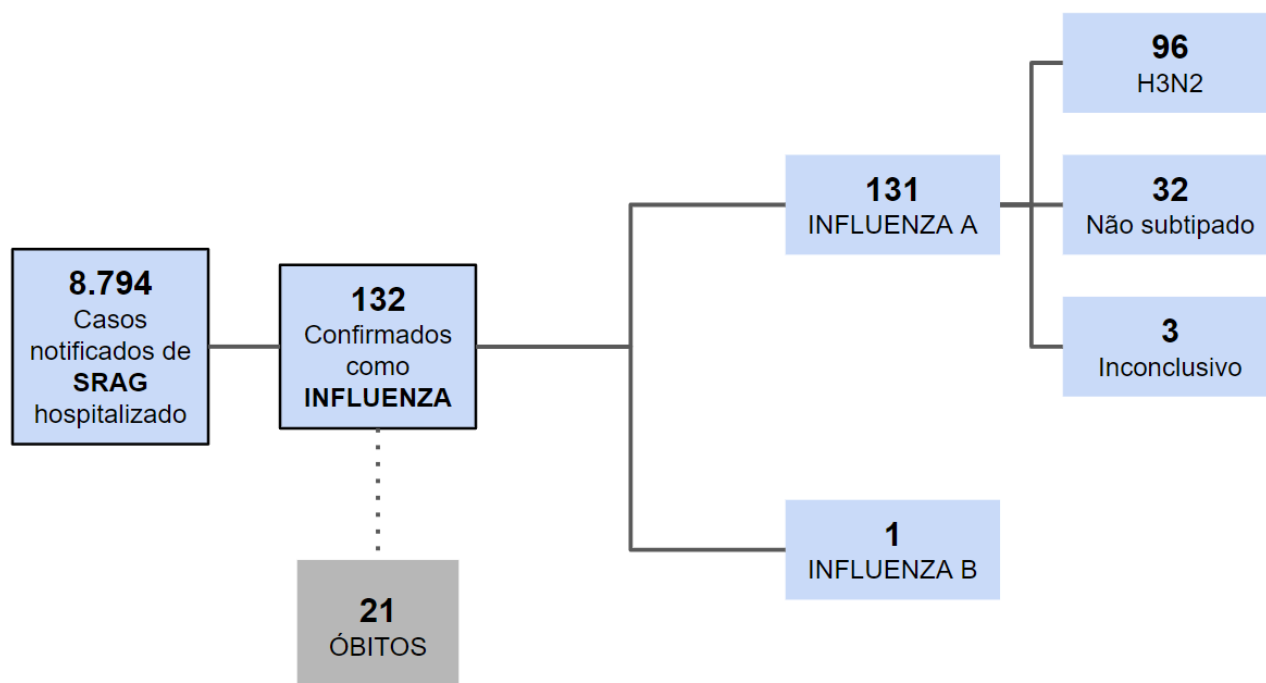 8.794
Casos
notificados de
SRAG
hospitalizado
132
Confirmados
como
INFLUENZA
21
ÓBITOS
131
INFLUENZA A
96
H3N2
32
Não subtipado
3
Inconclusivo
1
INFLUENZA B